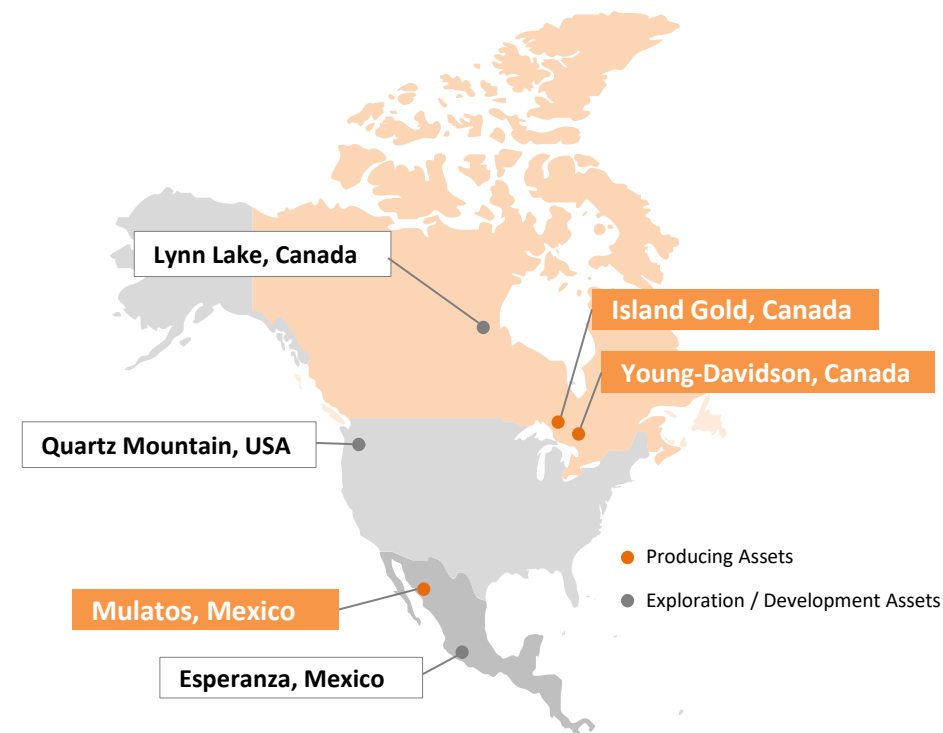 Lynn Lake, Canada
Island Gold, Canada
Young-Davidson, Canada
Quartz Mountain, USA
Producing Assets
Exploration / Development Assets
Mulatos, Mexico
Esperanza, Mexico